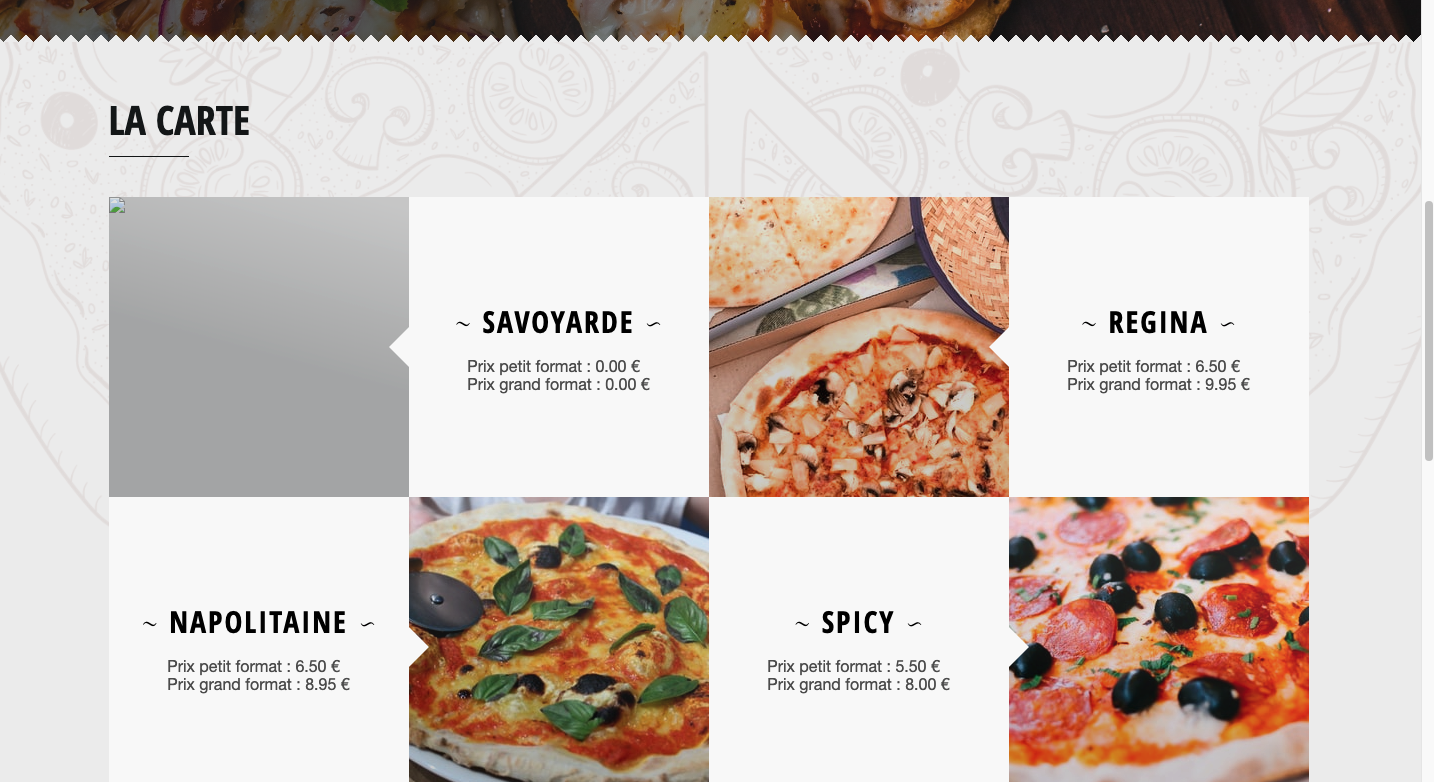 LA CARTE
~ SAVOYARDE ~
Prix petit format : 0.00 €
Prix grand format : 0.00 €
~ REGINA ~
Prix petit format : 6.50 €
Prix grand format : 9.95 €
~ NAPOLITAINE ~
Prix petit format : 6.50 €
Prix grand format : 8.95 €
~ SPICY ~
Prix petit format : 5.50 €
Prix grand format : 8.00 €